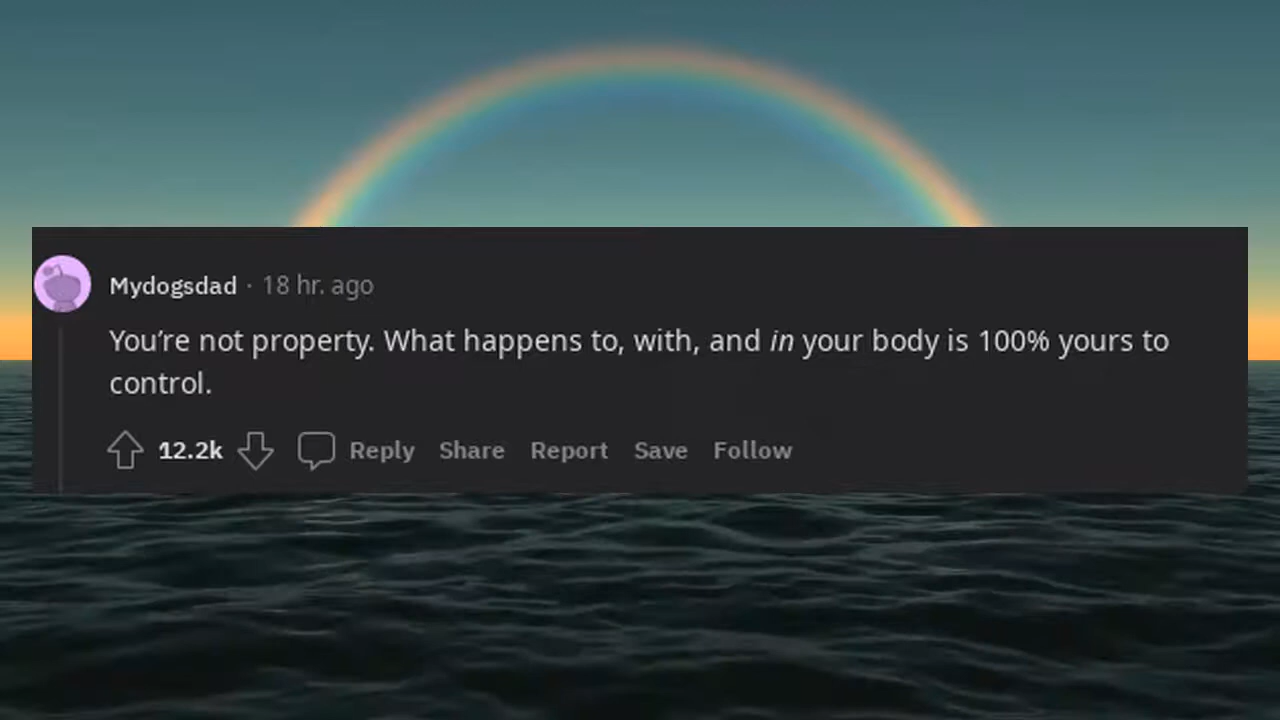 Mydogsdad · 18 hr. ago
You’re not property. What happens to, with, and in your body is 100% yours to
control.
12.2k Reply Share Report Save Follow